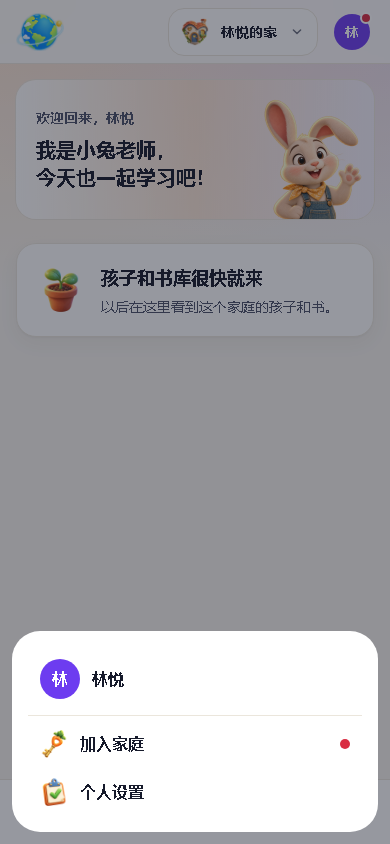 林悦的家
林
欢迎回来，林悦
我是小兔老师，
今天也一起学习吧！
孩子和书库很快就来
以后在这里看到这个家庭的孩子和书。
林
林悦
加入家庭
个人设置